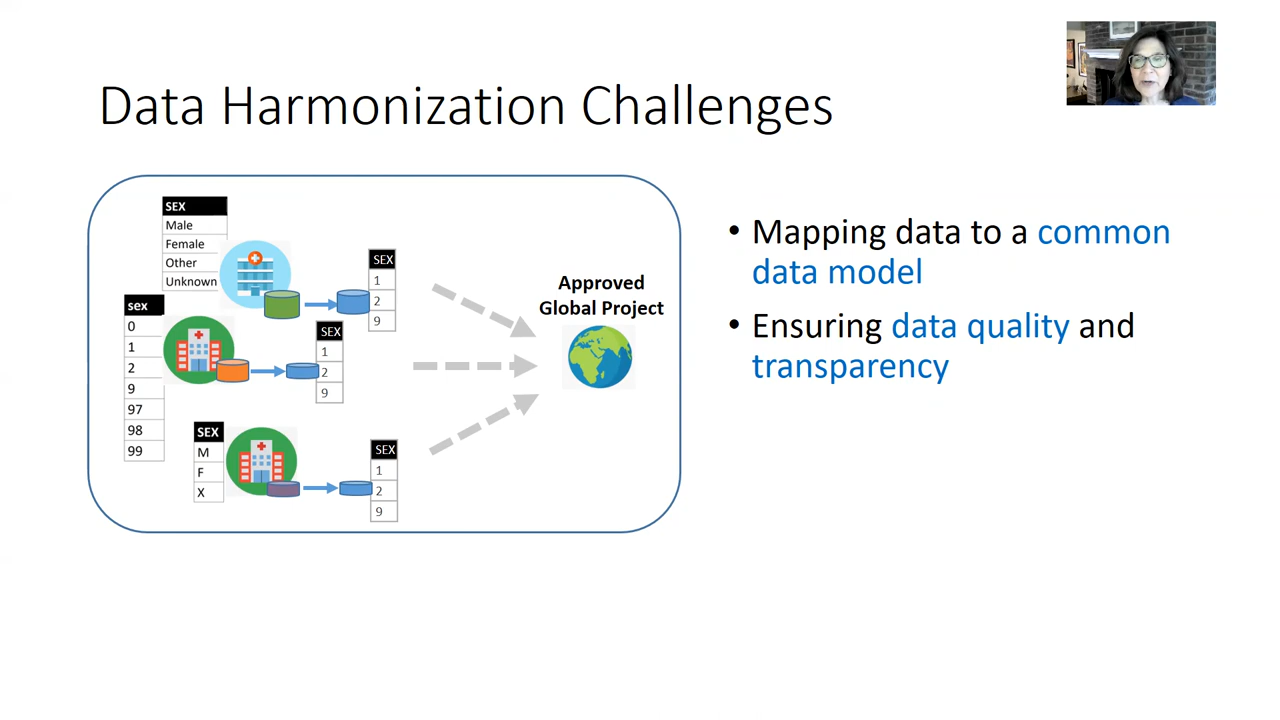 Data Harmonization Challenges
SEX
Male
Female
Other
Unknown
SEX
1
2
9
sex
0
1
2
9
97
98
99
SEX
1
2
9
SEX
M
F
X
SEX
1
2
9
Approved
Global Project
• Mapping data to a common
data model
• Ensuring data quality and
transparency